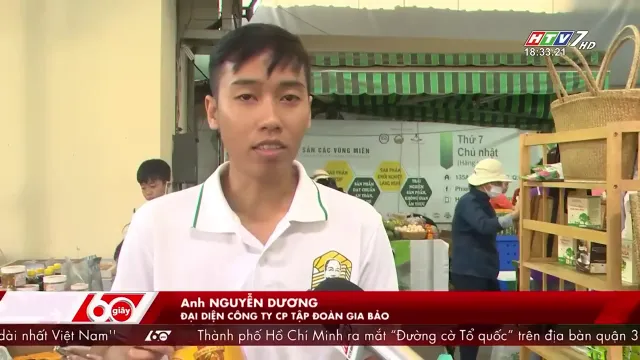 HTV7 HD
18:33:21
SẢN CÁC VÙNG MIỀN
Thứ 7
Chủ nhật
60 giây
Anh NGUYỄN DƯƠNG
ĐẠI DIỆN CÔNG TY CP TẬP ĐOÀN GIA BẢO
dài nhất Việt Nam" 60 Thành phố Hồ Chí Minh ra mắt "Đường cờ Tổ quốc" trên địa bàn quận 3